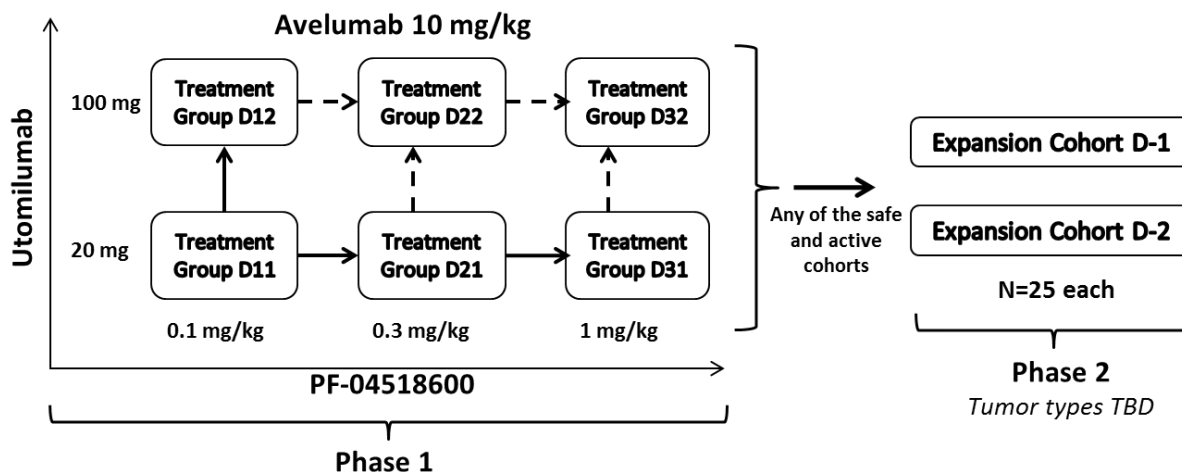 Avelumab 10 mg/kg
Utomilumab
100 mg
Treatment
Group D12
Treatment
Group D22
Treatment
Group D32
20 mg
Treatment
Group D11
Treatment
Group D21
Treatment
Group D31
0.1 mg/kg
0.3 mg/kg
1 mg/kg
PF-04518600
Phase 1
Any of the safe
and active
cohorts
Expansion Cohort D-1
Expansion Cohort D-2
N=25 each
Phase 2
Tumor types TBD